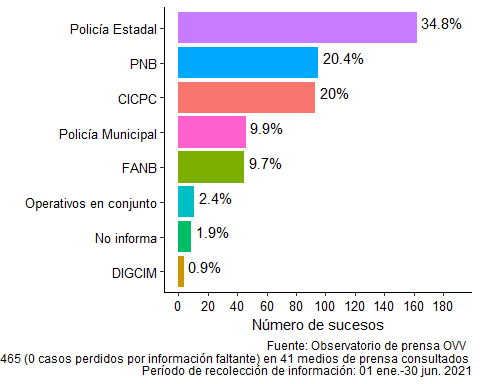 Policía Estadal 34.8%
PNB 20.4%
CICPC 20%
Policía Municipal 9.9%
FANB 9.7%
Operativos en conjunto 2.4%
No informa 1.9%
DIGCIM 0.9%
0 20 40 60 80 100 120 140 160 180
Número de sucesos
Fuente: Observatorio de prensa OVV
465 (0 casos perdidos por información faltante) en 41 medios de prensa consultados
Período de recolección de información: 01 ene.-30 jun. 2021